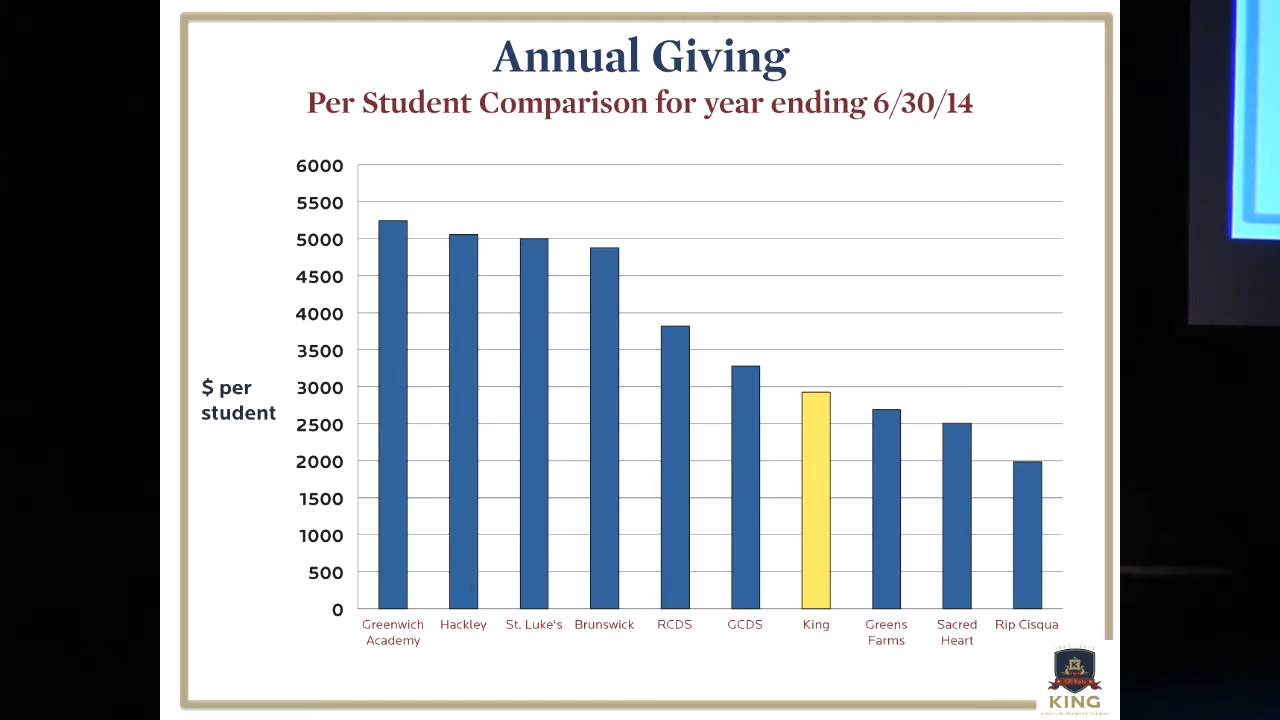 Annual Giving
Per Student Comparison for year ending 6/30/14
6000
5500
5000
4500
4000
3500
3000
2500
2000
1500
1000
500
0
$ per
student
Greenwich
Academy
Hackley
St. Luke's
Brunswick
RCDS
GCDS
King
Greens
Farms
Sacred
Heart
Rip Cisqua
KING